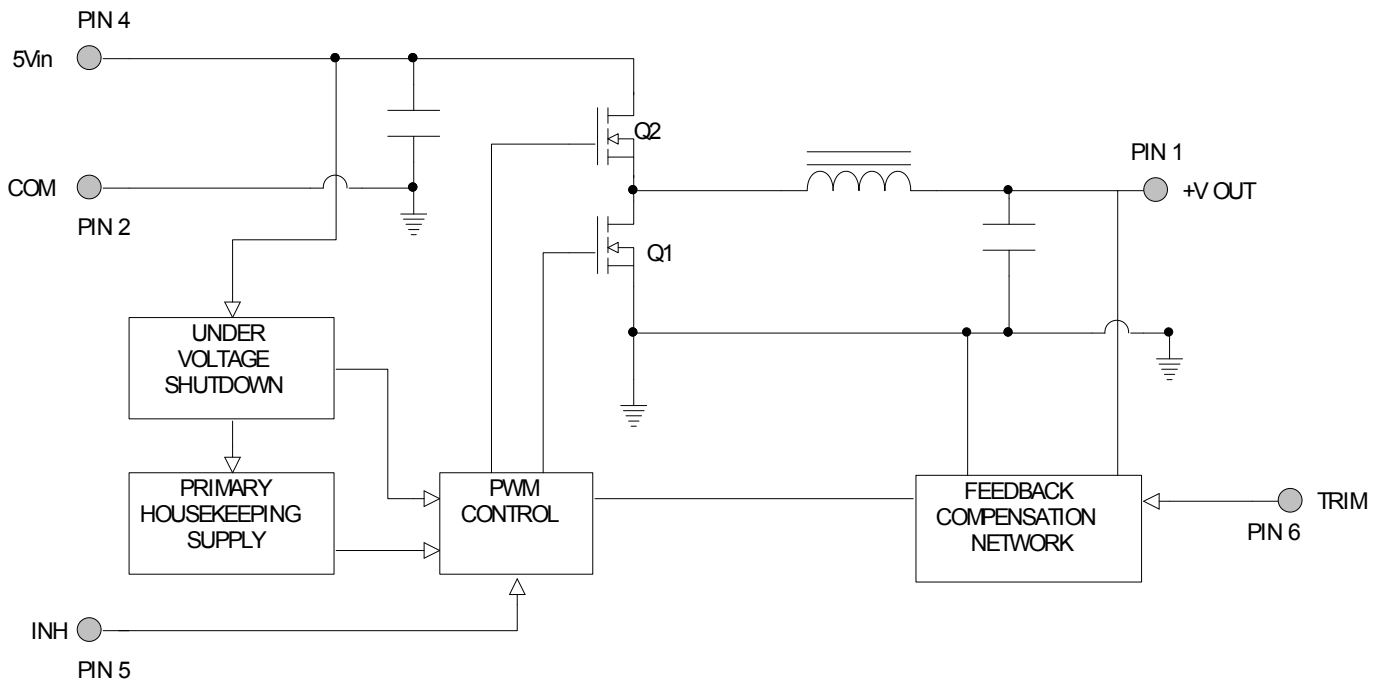 PIN 4
5Vin
Q2
PIN 1
COM
+V OUT
PIN 2
Q1
UNDER
VOLTAGE
SHUTDOWN
PRIMARY
HOUSEKEEPING
SUPPLY
PWM
CONTROL
FEEDBACK
COMPENSATION
NETWORK
TRIM
PIN 6
INH
PIN 5